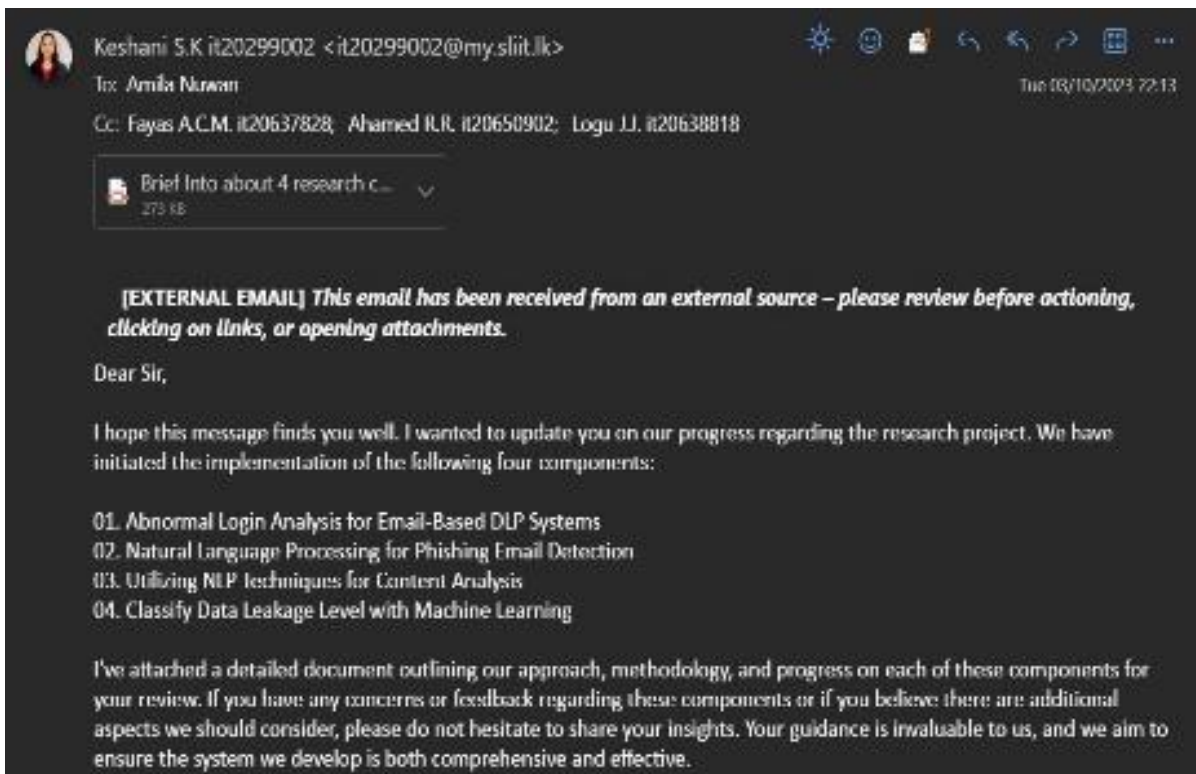 Keshani S.K it20299002 <it20299002@my.sliit.lk>
To: Amila Nuwan
Tue 03/10/2023 22:13
Cc: Fayas A.C.M. it20637828; Ahamed R.R. it20650902; Logu J.J. it20638818
Brief Into about 4 research c...
273 KB
[EXTERNAL EMAIL] This email has been received from an external source – please review before actioning,
clicking on links, or opening attachments.
Dear Sir,
I hope this message finds you well. I wanted to update you on our progress regarding the research project. We have
initiated the implementation of the following four components:
01. Abnormal Login Analysis for Email-Based DLP Systems
02. Natural Language Processing for Phishing Email Detection
03. Utilizing NLP Techniques for Content Analysis
04. Classify Data Leakage Level with Machine Learning
I've attached a detailed document outlining our approach, methodology, and progress on each of these components for
your review. If you have any concerns or feedback regarding these components or if you believe there are additional
aspects we should consider, please do not hesitate to share your insights. Your guidance is invaluable to us, and we aim to
ensure the system we develop is both comprehensive and effective.